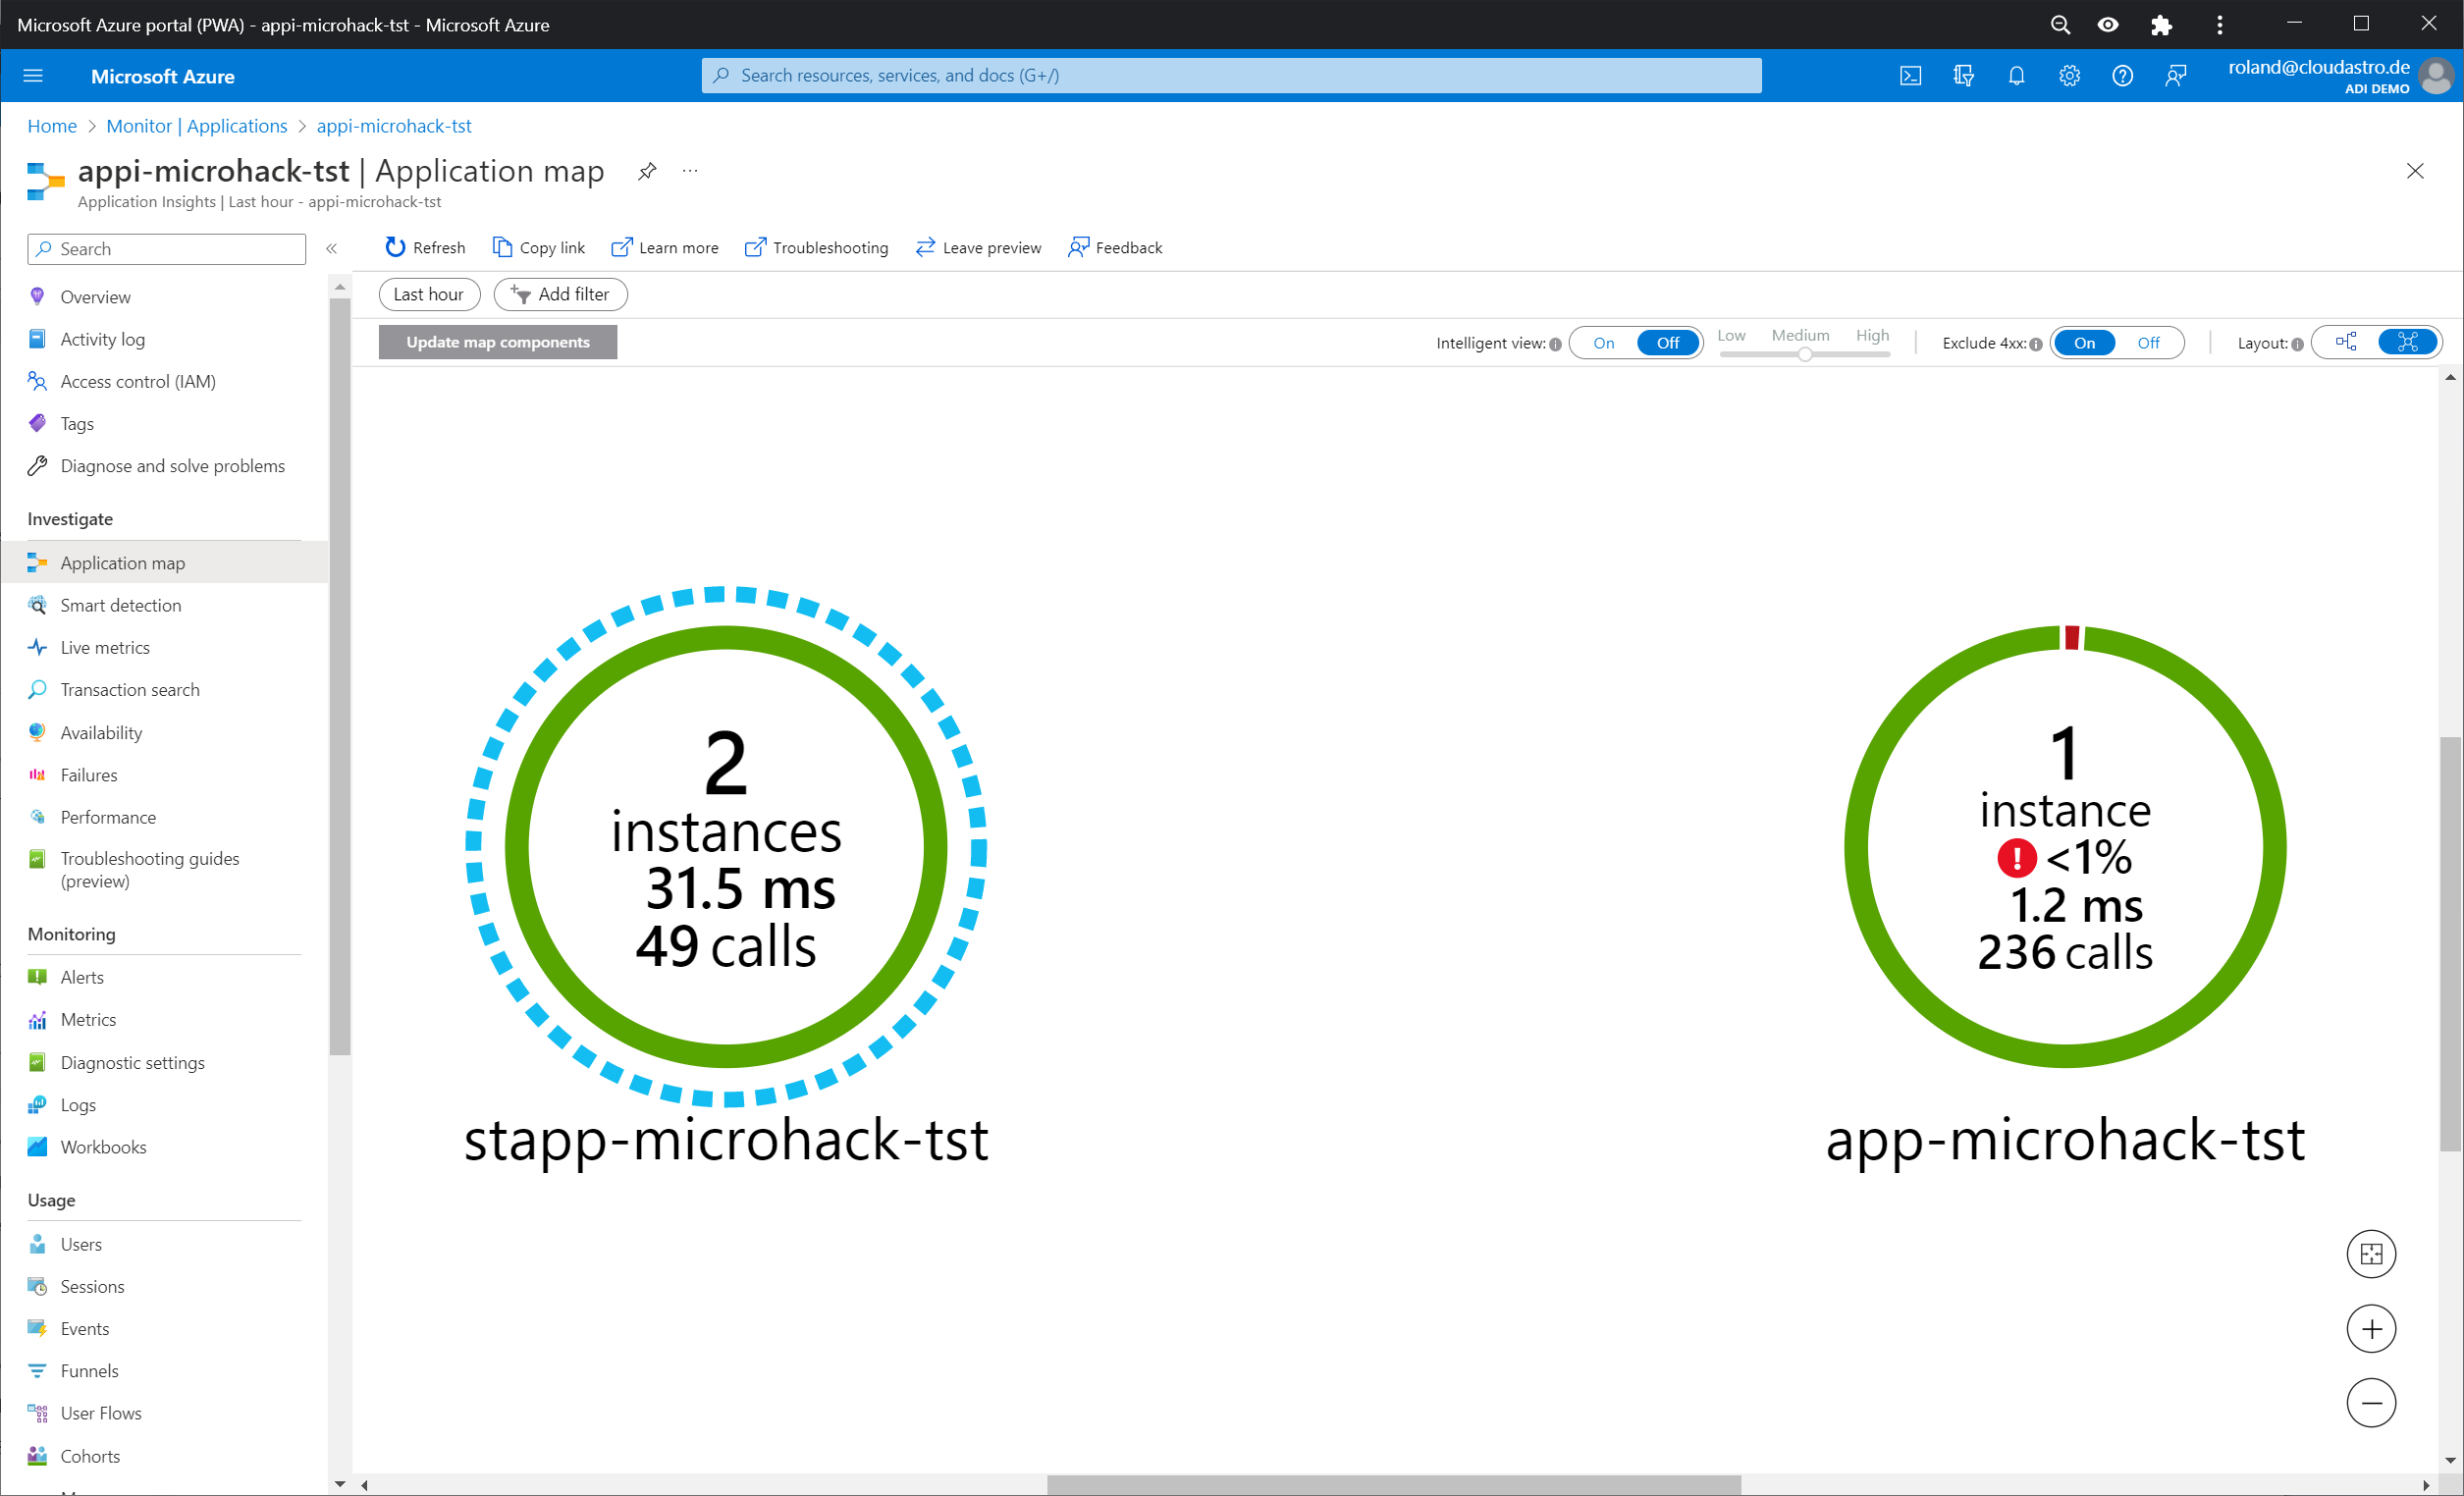 Microsoft Azure portal (PWA) - appi-microhack-tst - Microsoft Azure
Microsoft Azure
Search resources, services, and docs (G+/)
roland@cloudastro.de
ADI DEMO
Home > Monitor | Applications > appi-microhack-tst
appi-microhack-tst | Application map
Application Insights | Last hour - appi-microhack-tst
Search
Refresh
Copy link
Learn more
Troubleshooting
Leave preview
Feedback
Last hour
Add filter
Update map components
Intelligent view:
On
Off
Low
Medium
High
Exclude 4xx:
On
Off
Layout:
Overview
Activity log
Access control (IAM)
Tags
Diagnose and solve problems
Investigate
Application map
Smart detection
Live metrics
Transaction search
Availability
Failures
Performance
Troubleshooting guides
(preview)
Monitoring
Alerts
Metrics
Diagnostic settings
Logs
Workbooks
Usage
Users
Sessions
Events
Funnels
User Flows
Cohorts
2
instances
31.5 ms
49 calls
stapp-microhack-tst
1
instance
<1%
1.2 ms
236 calls
app-microhack-tst